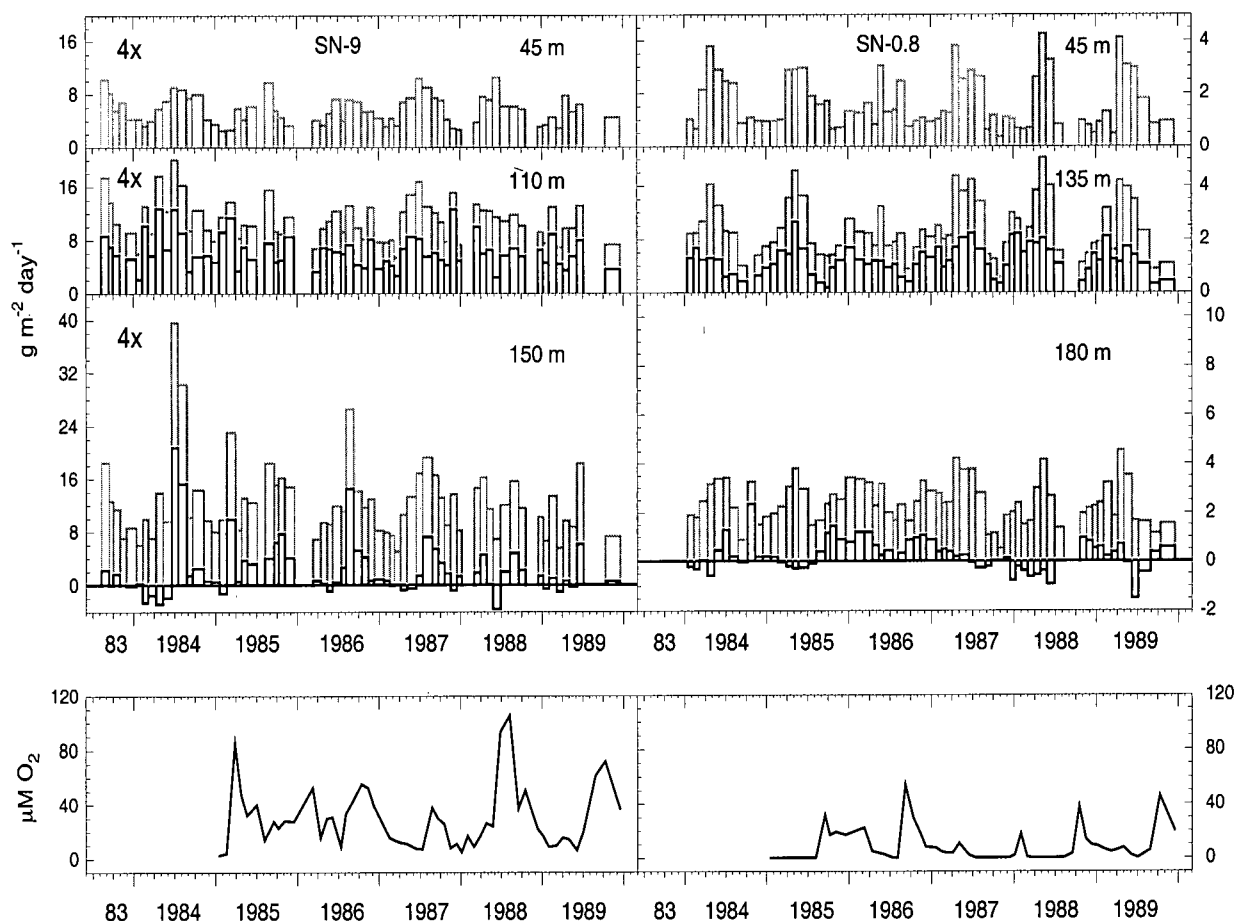 4x SN-9 45 m SN-0.8 45 m
16 8 0
4 2 0
4x 110 m 135 m
16 8 0
4 2 0
4x 150 m 180 m
40 32 24 16 8 0
10 8 6 4 2 0 -2
g m-2 day-1
83 1984 1985 1986 1987 1988 1989 83 1984 1985 1986 1987 1988 1989
120 80 40 0
120 80 40 0
μM O2
83 1984 1985 1986 1987 1988 1989 83 1984 1985 1986 1987 1988 1989